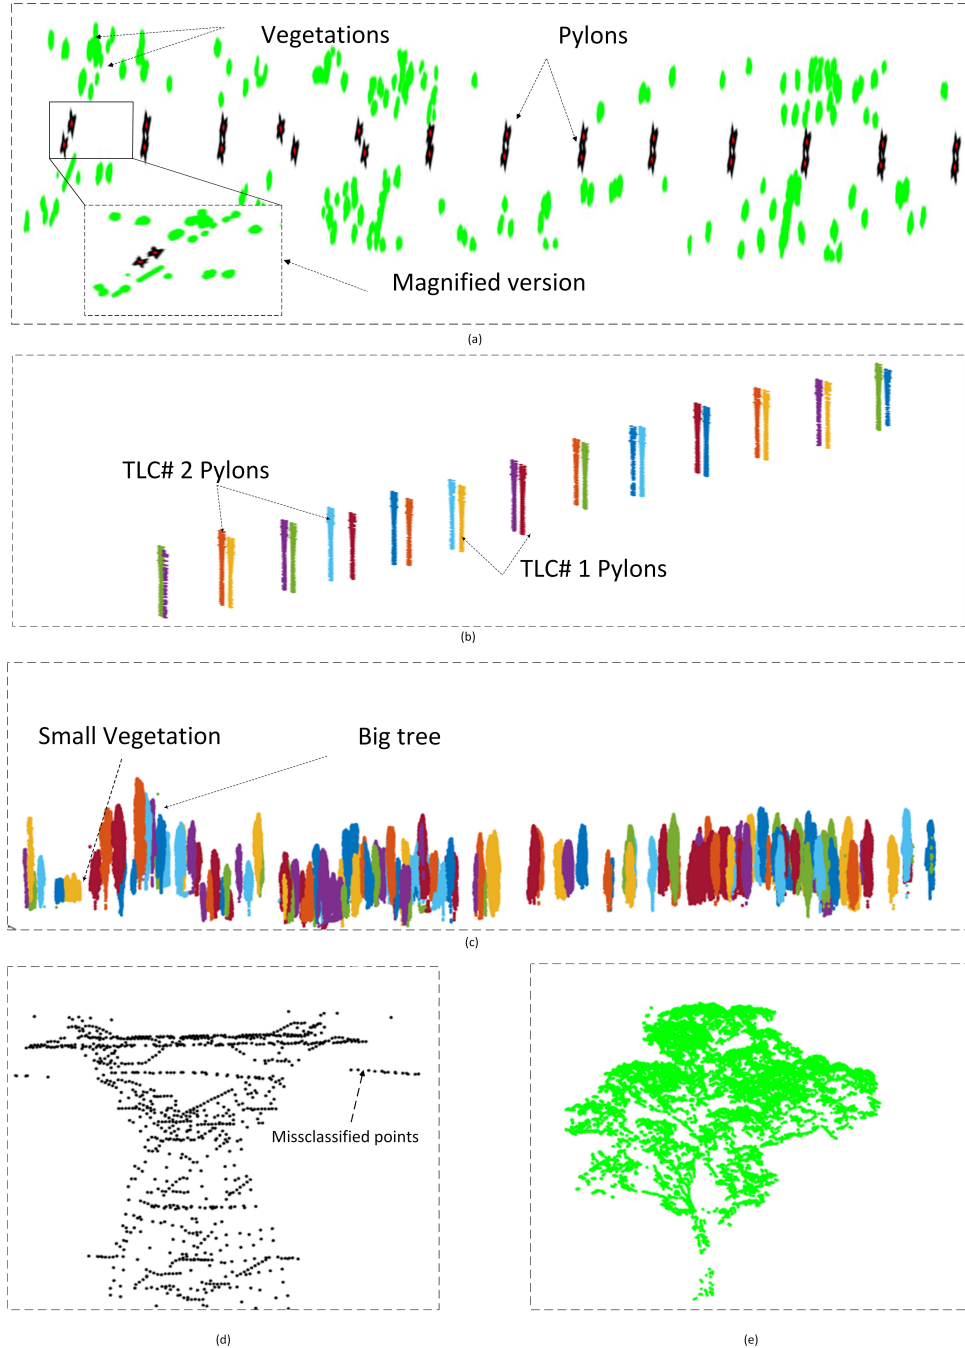 Vegetations
Pylons
Magnified version
(a)
TLC# 2 Pylons
TLC# 1 Pylons
(b)
Small Vegetation
Big tree
(c)
Missclassified points
(d)
(e)